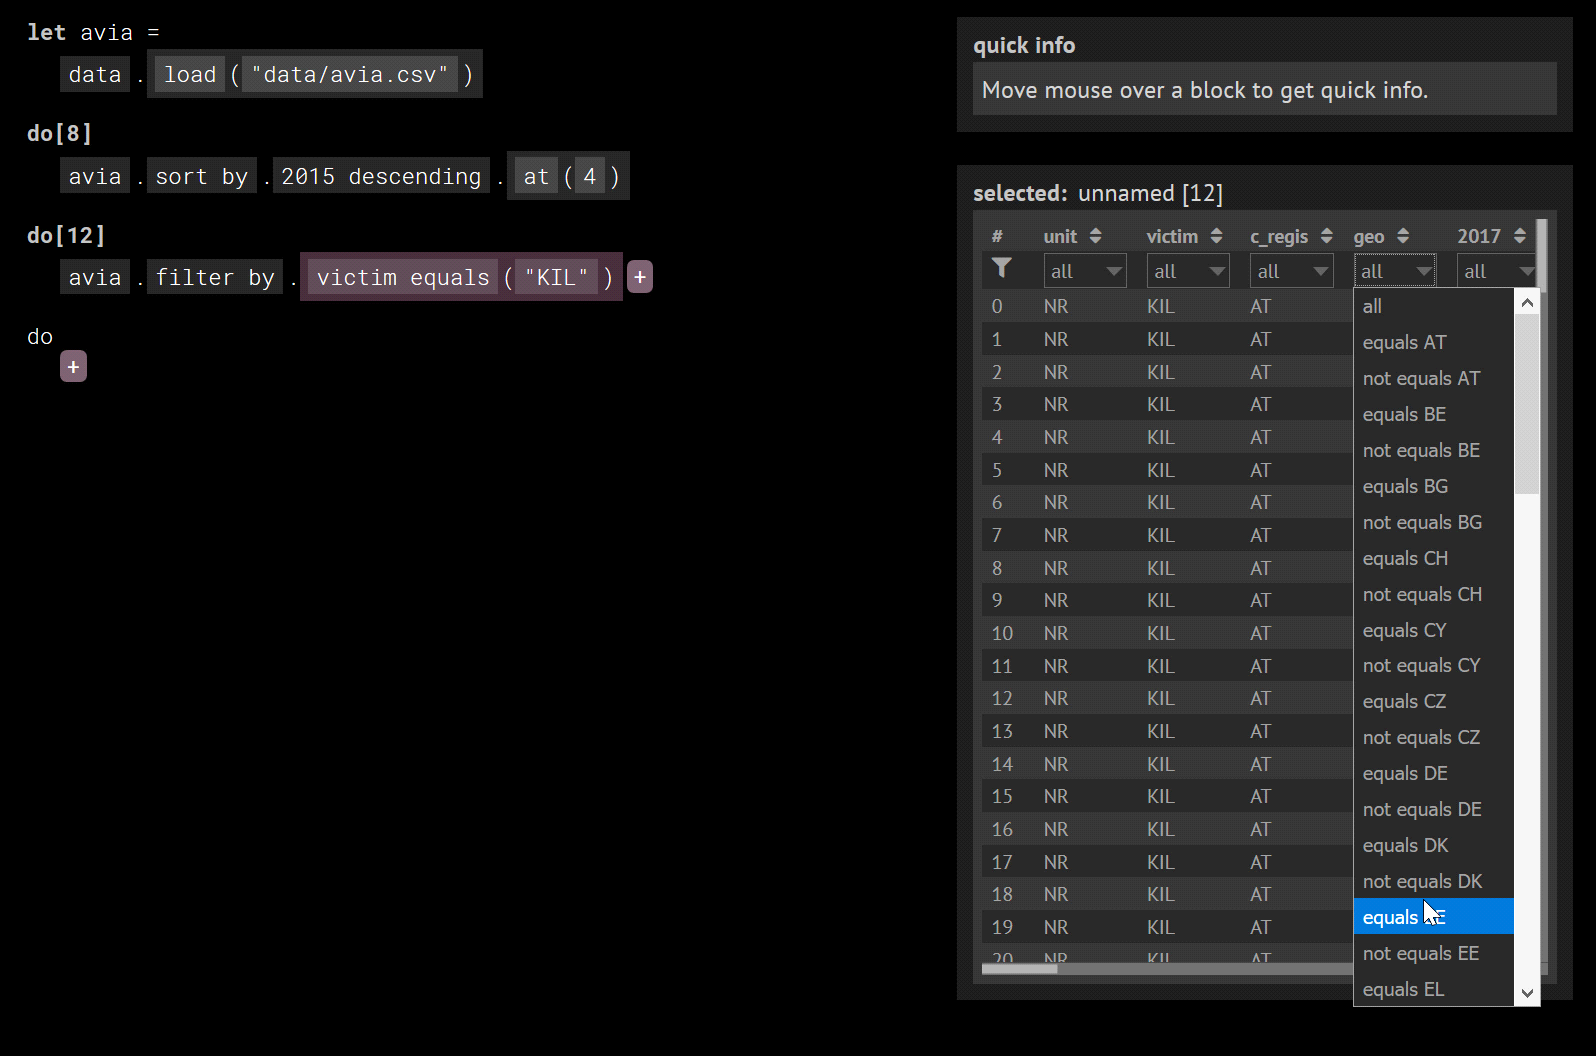 let avia =
data . load ( "data/avia.csv" )
do[8]
avia . sort by . 2015 descending . at ( 4 )
do[12]
avia . filter by . victim equals ( "KIL" ) +
do
+
quick info
Move mouse over a block to get quick info.
selected: unnamed [12]
# unit victim c_regis geo 2017
all all all all all
0 NR KIL AT
1 NR KIL AT
2 NR KIL AT
3 NR KIL AT
4 NR KIL AT
5 NR KIL AT
6 NR KIL AT
7 NR KIL AT
8 NR KIL AT
9 NR KIL AT
10 NR KIL AT
11 NR KIL AT
12 NR KIL AT
13 NR KIL AT
14 NR KIL AT
15 NR KIL AT
16 NR KIL AT
17 NR KIL AT
18 NR KIL AT
19 NR KIL AT
20 NR KIL AT
all
equals AT
not equals AT
equals BE
not equals BE
equals BG
not equals BG
equals CH
not equals CH
equals CY
not equals CY
equals CZ
not equals CZ
equals DE
not equals DE
equals DK
not equals DK
equals EE
not equals EE
equals EL